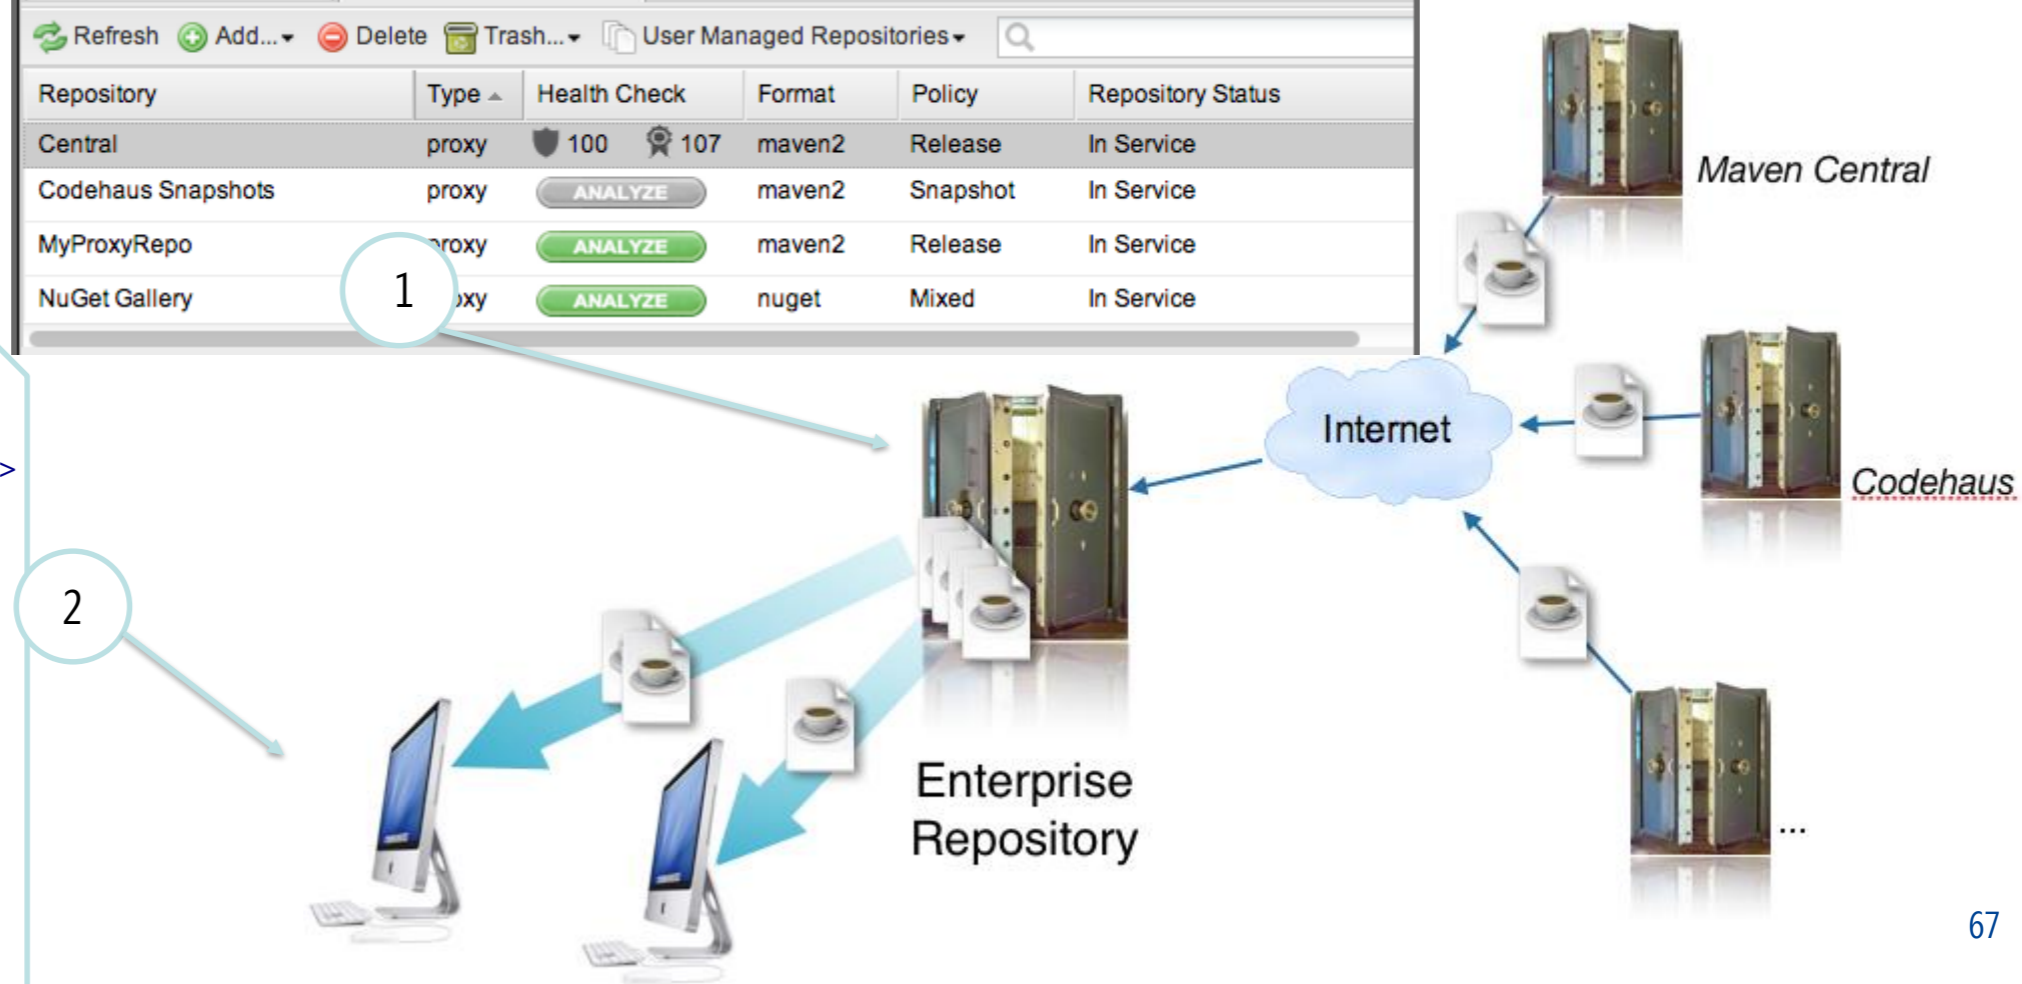 Refresh Add... Delete Trash... User Managed Repositories
Repository Type Health Check Format Policy Repository Status
Central proxy 100 107 maven2 Release In Service
Codehaus Snapshots proxy ANALYZE maven2 Snapshot In Service
MyProxyRepo proxy ANALYZE maven2 Release In Service
NuGet Gallery proxy ANALYZE nuget Mixed In Service
1
Maven Central
Internet
>
Codehaus
2
Enterprise
Repository
...
67